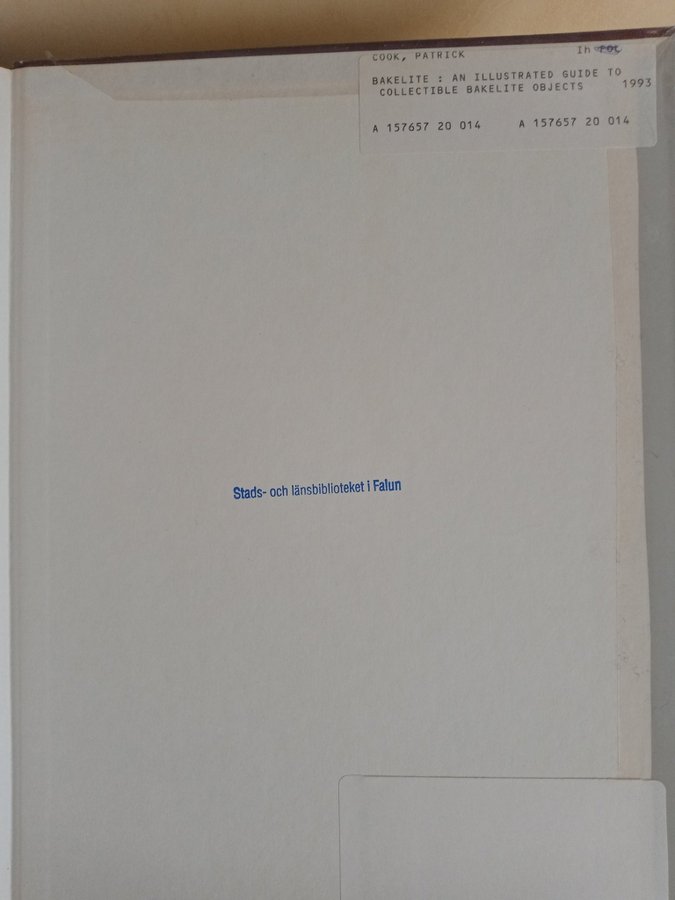 COOK, PATRICK Ih
BAKELITE : AN ILLUSTRATED GUIDE TO
COLLECTIBLE BAKELITE OBJECTS 1993
A 157657 20 014 A 157657 20 014
Stads- och länsbiblioteket i Falun